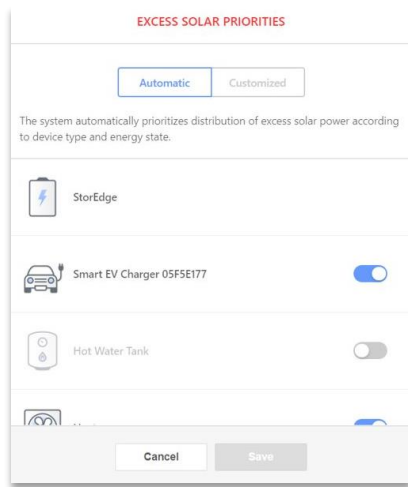 EXCESS SOLAR PRIORITIES
Automatic Customized
The system automatically prioritizes distribution of excess solar power according
to device type and energy state.
StorEdge
Smart EV Charger 05F5E177
Hot Water Tank
Cancel Save